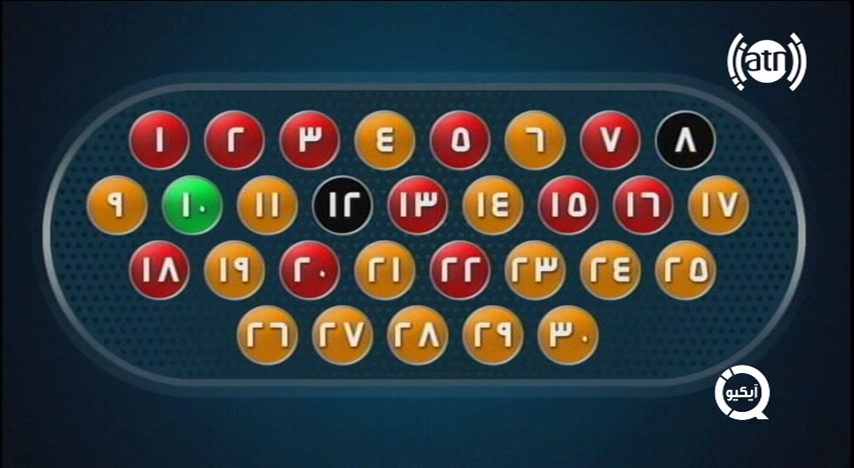 atn
١ ٢ ٣ ٤ ٥ ٦ ٧ ٨
٩ ١٠ ١١ ١٢ ١٣ ١٤ ١٥ ١٦ ١٧
١٨ ١٩ ٢٠ ٢١ ٢٢ ٢٣ ٢٤ ٢٥
٢٦ ٢٧ ٢٨ ٢٩ ٣٠
آیکیو